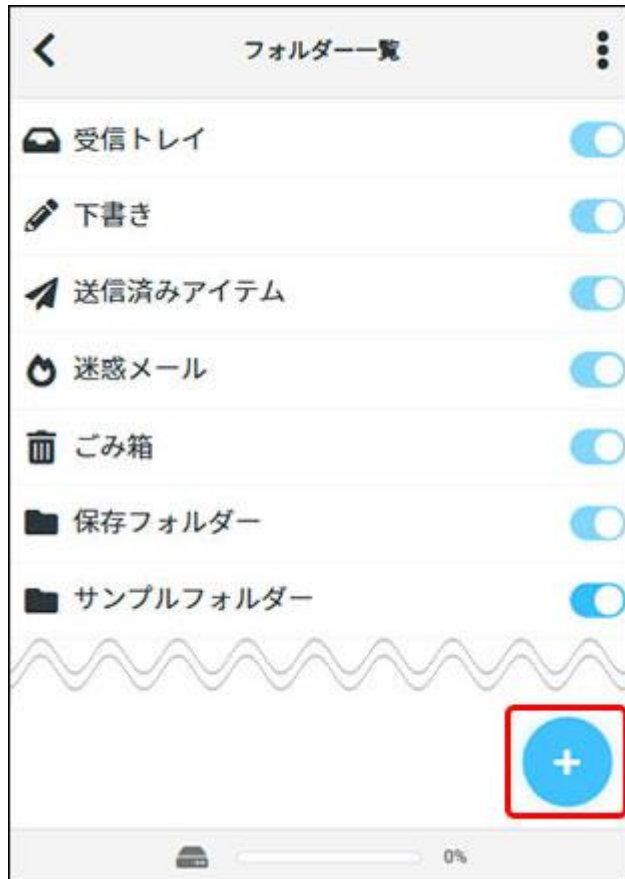 フォルダー一覧
受信トレイ
下書き
送信済みアイテム
迷惑メール
ごみ箱
保存フォルダー
サンプルフォルダー
+
0%